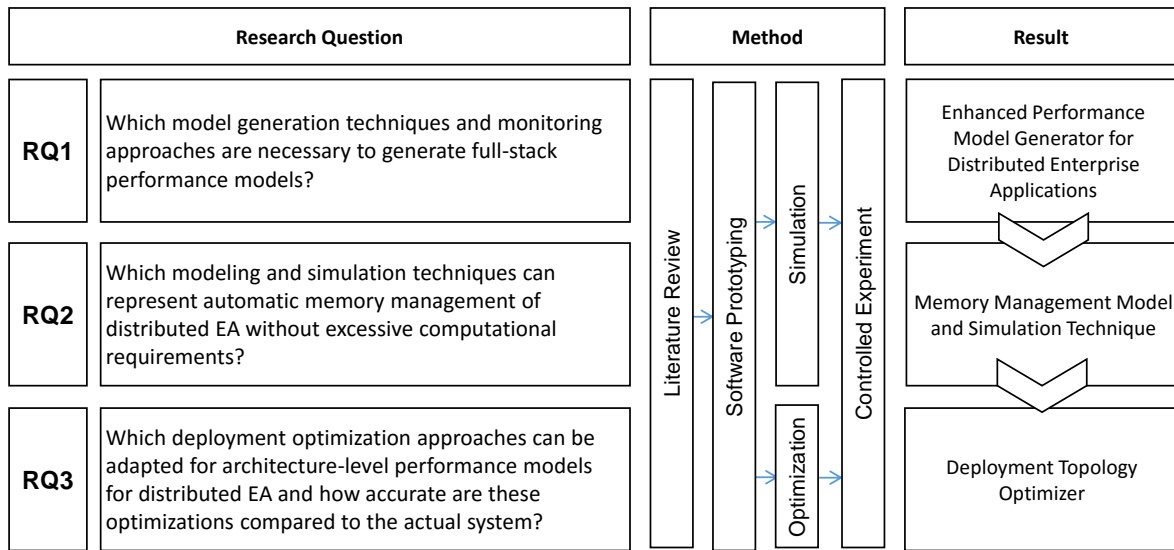 Research Question
Method
Result
RQ1
Which model generation techniques and monitoring
approaches are necessary to generate full-stack
performance models?
RQ2
Which modeling and simulation techniques can
represent automatic memory management of
distributed EA without excessive computational
requirements?
RQ3
Which deployment optimization approaches can be
adapted for architecture-level performance models
for distributed EA and how accurate are these
optimizations compared to the actual system?
Literature Review
Software Prototyping
Simulation
Optimization
Controlled Experiment
Enhanced Performance
Model Generator for
Distributed Enterprise
Applications
Memory Management Model
and Simulation Technique
Deployment Topology
Optimizer